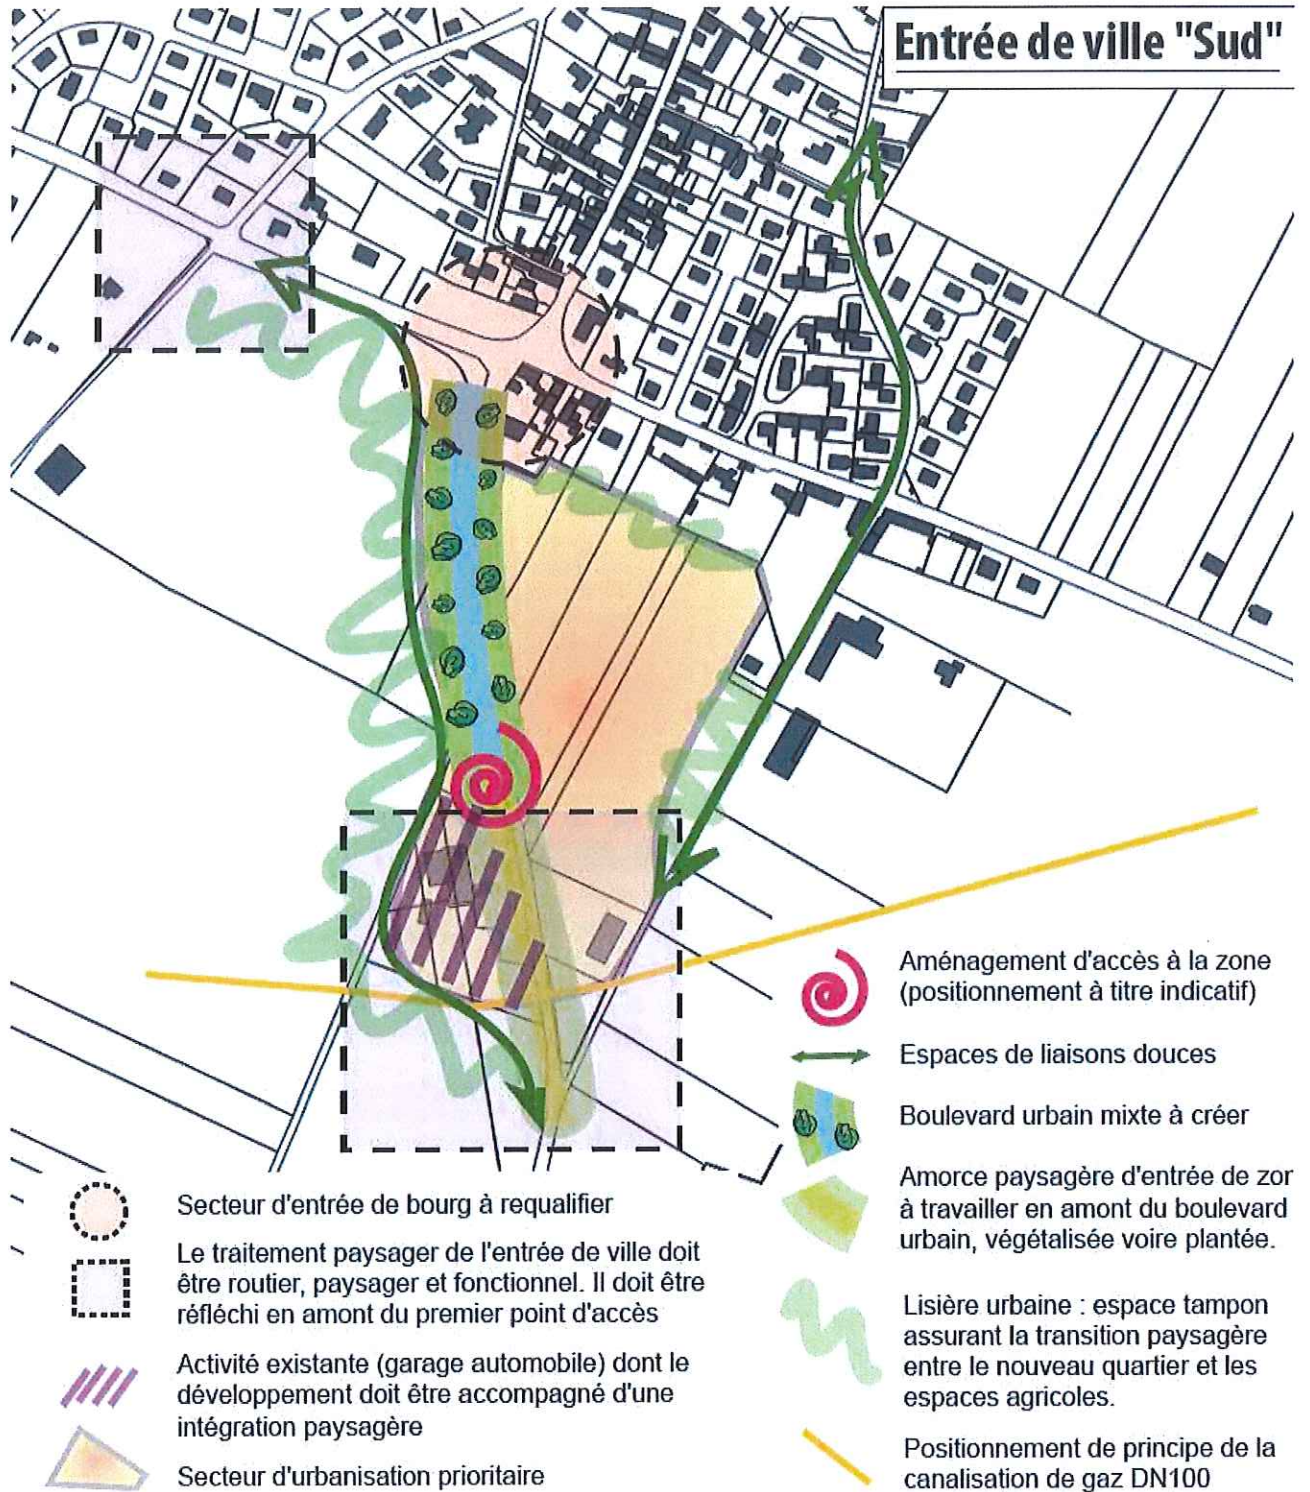 Entrée de ville "Sud"
Aménagement d'accès à la zone
(positionnement à titre indicatif)
Espaces de liaisons douces
Boulevard urbain mixte à créer
Amorce paysagère d'entrée de zor
à travailler en amont du boulevard
urbain, végétalisée voire plantée.
Lisière urbaine : espace tampon
assurant la transition paysagère
entre le nouveau quartier et les
espaces agricoles.
Positionnement de principe de la
canalisation de gaz DN100
Secteur d'entrée de bourg à requalifier
Le traitement paysager de l'entrée de ville doit
être routier, paysager et fonctionnel. Il doit être
réfléchi en amont du premier point d'accès
Activité existante (garage automobile) dont le
développement doit être accompagné d'une
intégration paysagère
Secteur d'urbanisation prioritaire